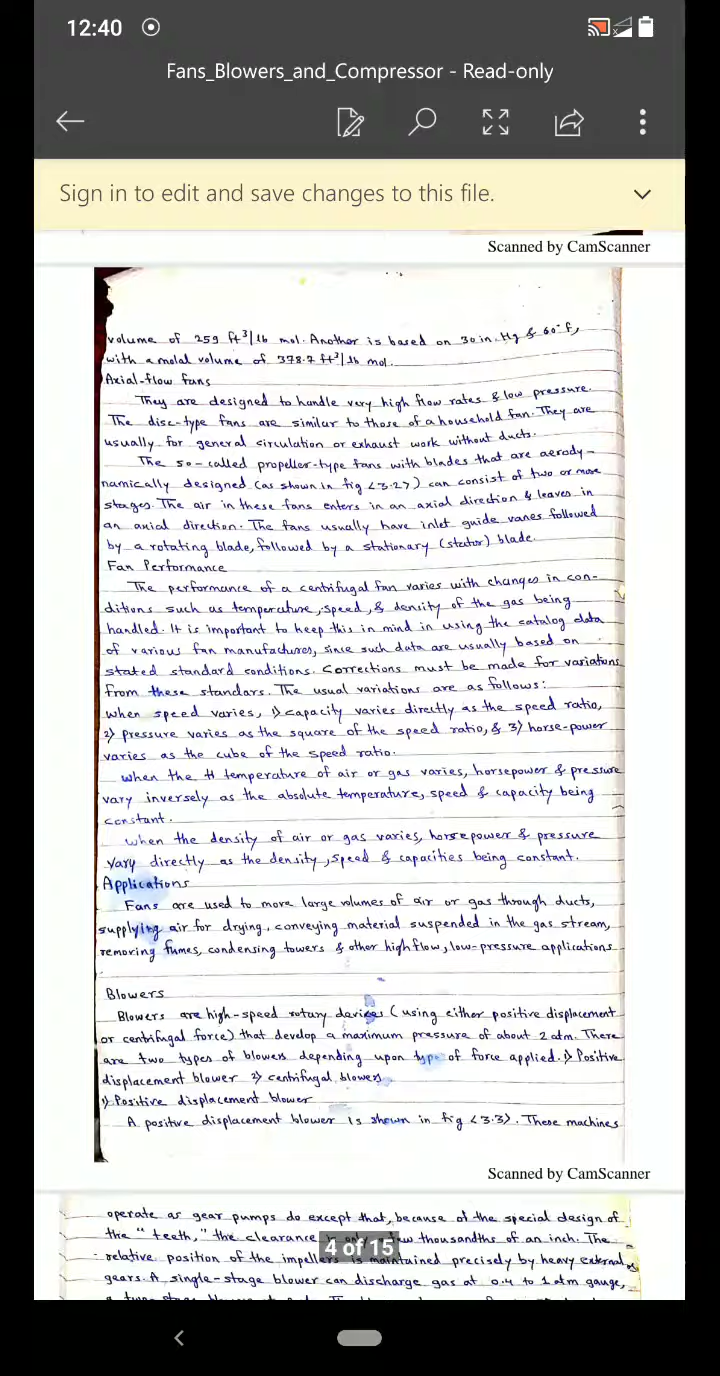 12:40
Fans_Blowers_and_Compressor - Read-only
Sign in to edit and save changes to this file.
Scanned by CamScanner
volume of 359 ft³/lb mol. Another is based on 30 in. Hg & 60°F,
with a molal volume of 378.7 ft³/lb mol.
Axial-flow fans
They are designed to handle very high flow rates & low pressure.
The disc-type fans are similar to those of a household fan. They are
usually for general circulation or exhaust work without ducts.
The so-called propeller-type fans with blades that are aerody-
namically designed (as shown in fig <3.2>) can consist of two or more
stages. The air in these fans enters in an axial direction & leaves in
an axial direction. The fans usually have inlet guide vanes followed
by a rotating blade, followed by a stationary (stator) blade.
Fan Performance
The performance of a centrifugal fan varies with changes in con-
ditions such as temperature, speed, & density of the gas being
handled. It is important to keep this in mind in using the catalog data
of various fan manufactures, since such data are usually based on
stated standard conditions. Corrections must be made for variations
from these standars. The usual variations are as follows:
when speed varies, 1) capacity varies directly as the speed ratio,
2) pressure varies as the square of the speed ratio, & 3) horse-power
varies as the cube of the speed ratio.
when the temperature of air or gas varies, horsepower & pressure
vary inversely as the absolute temperature, speed & capacity being
constant.
when the density of air or gas varies, horsepower & pressure
vary directly as the density, speed & capacities being constant.
Applications
Fans are used to move large volumes of air or gas through ducts,
supplying air for drying, conveying material suspended in the gas stream,
removing fumes, condensing towers & other high flow, low-pressure applications
Blowers
Blowers are high-speed rotary devices (using either positive displacement
or centrifugal force) that develop a maximum pressure of about 2 atm. There
are two types of blowers depending upon type of force applied. 1) Positive
displacement blower 2) centrifugal blowers.
1) Positive displacement blower
A positive displacement blower is shown in fig <3.3>. These machines
Scanned by CamScanner
operate as gear pumps do except that, because of the special design of
the "teeth," the clearance is only few thousandths of an inch. The
4 of 15
relative position of the impellers is maintained precisely by heavy external
gears. A single-stage blower can discharge gas at 0.4 to 1 atm gauge,